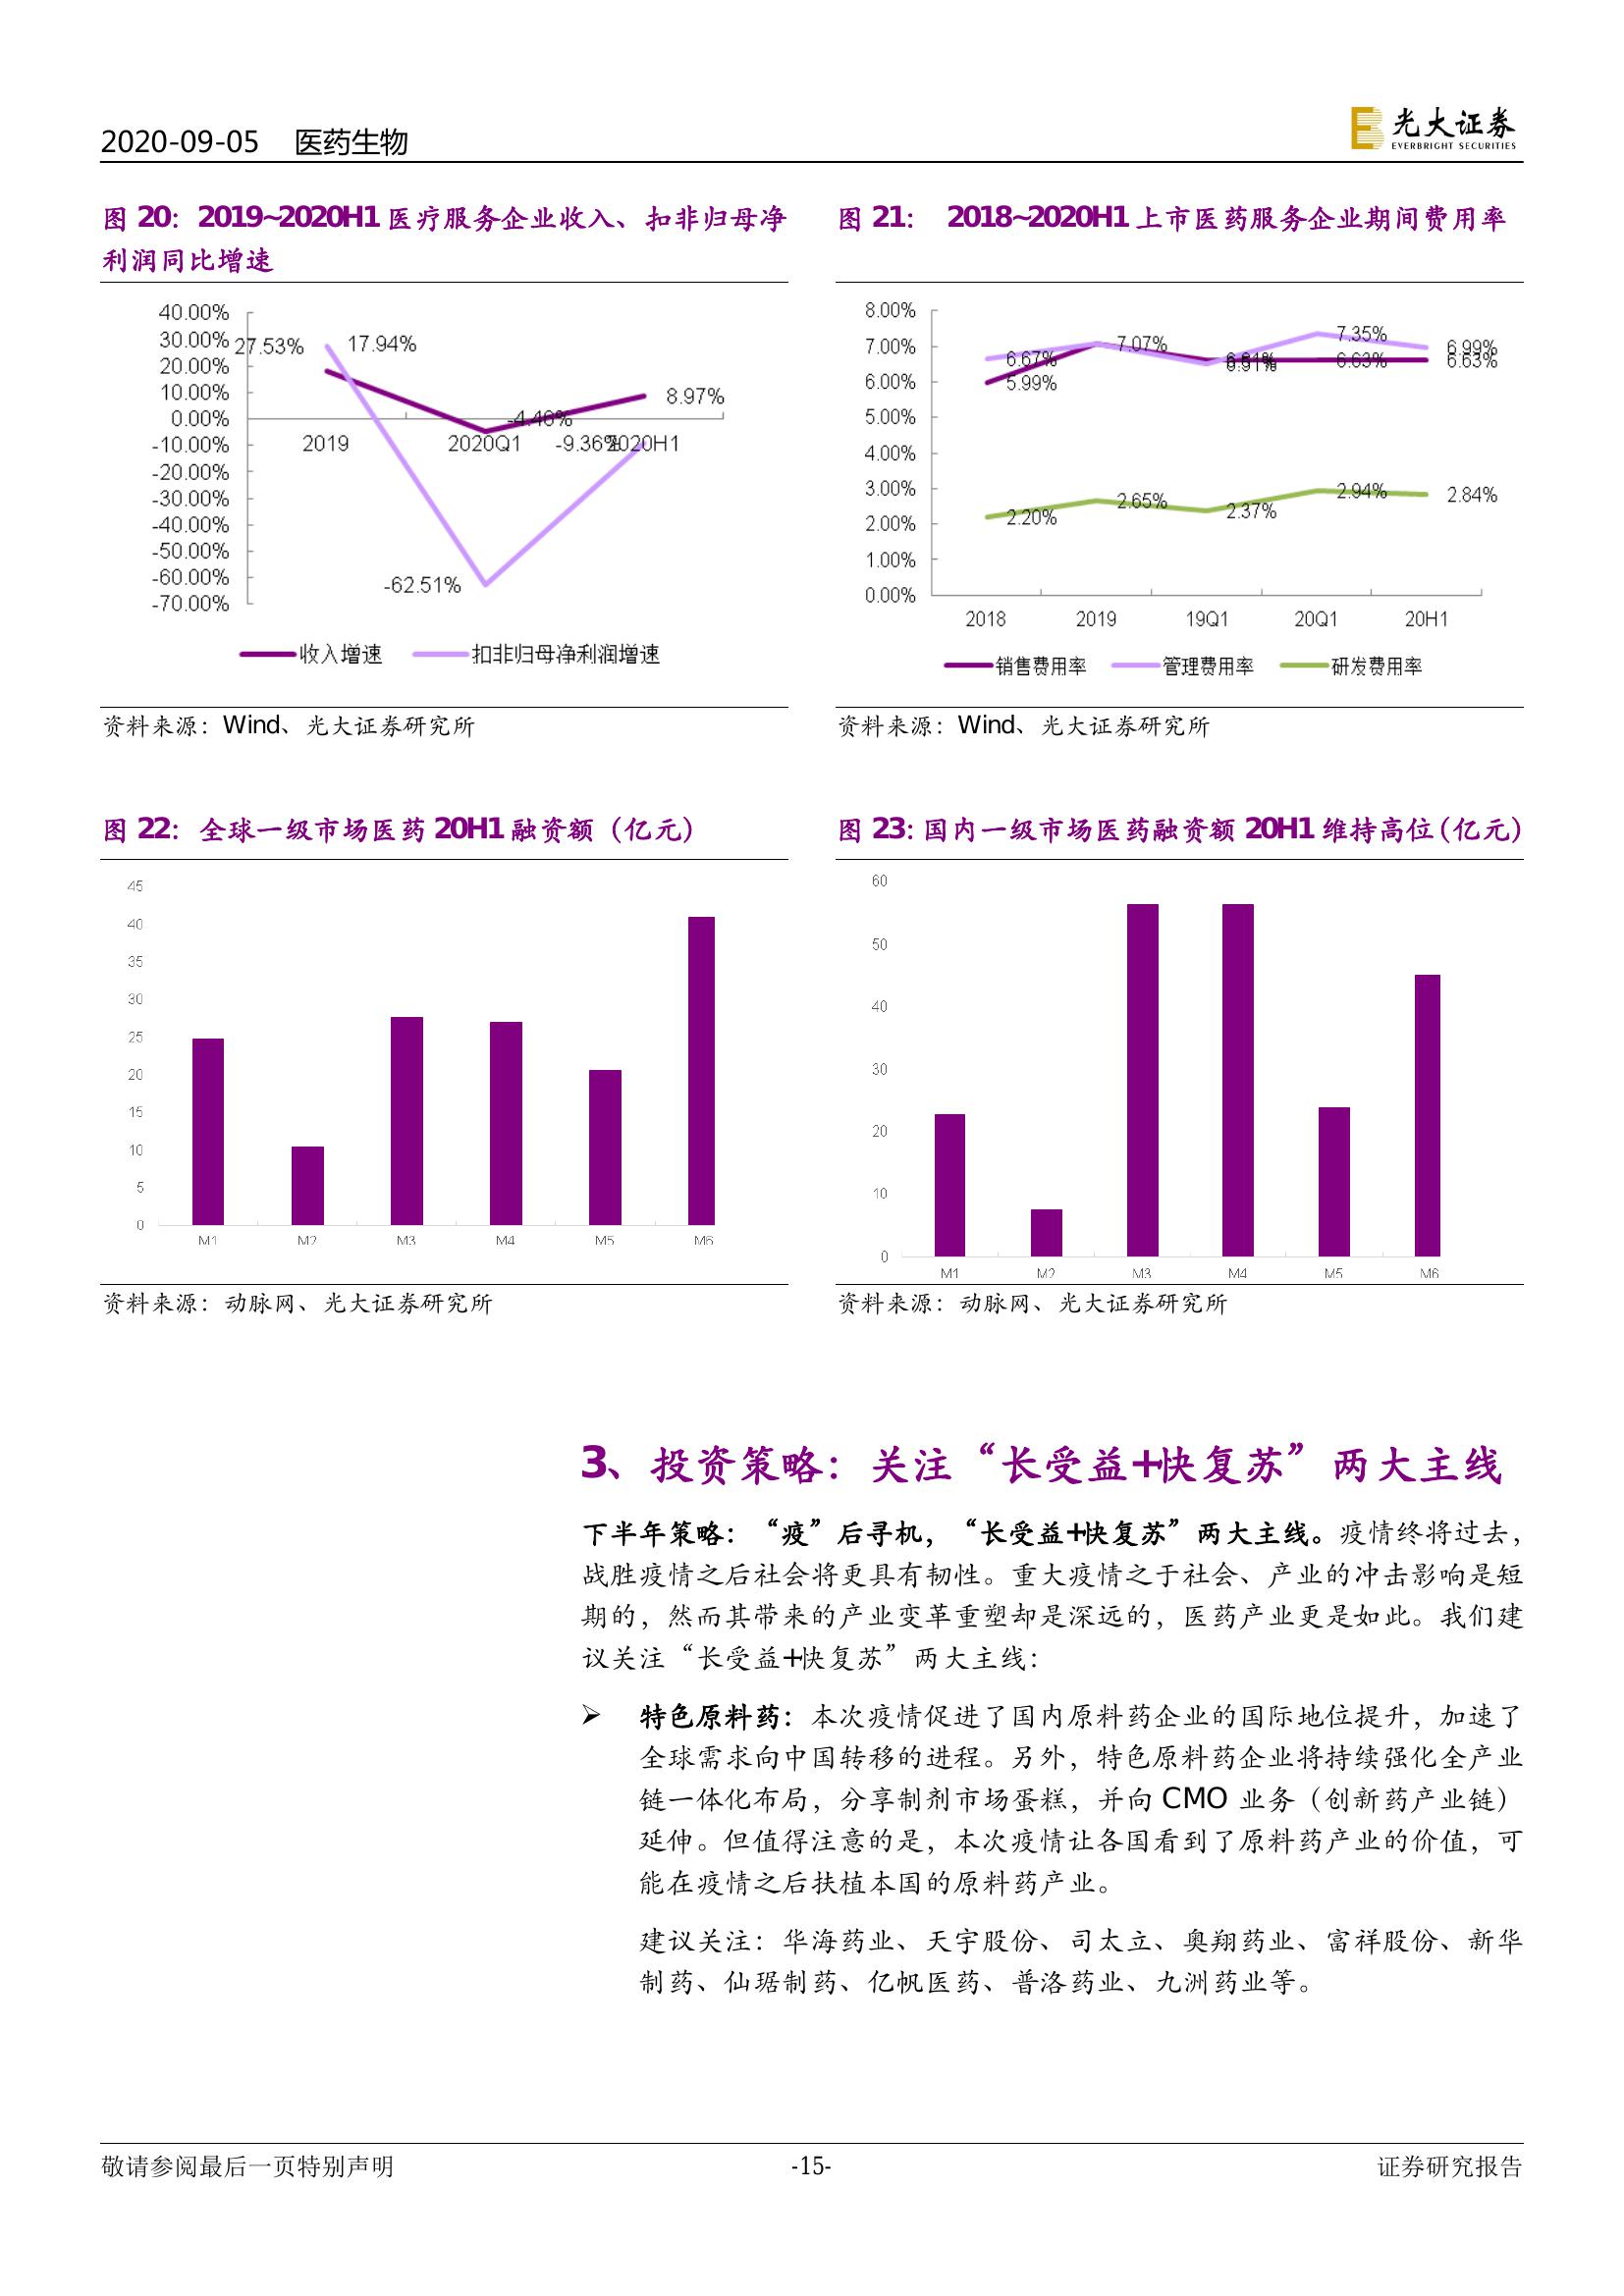 2020-09-05 医药生物
光大证券
EVERBRIGHT SECURITIES
图 20：2019~2020H1 医疗服务企业收入、扣非归母净
利润同比增速
40.00%
30.00%
20.00%
10.00%
0.00%
-10.00%
-20.00%
-30.00%
-40.00%
-50.00%
-60.00%
-70.00%
27.53%
17.94%
-4.46%
8.97%
-9.36%
-62.51%
2019
2020Q1
2020H1
收入增速 扣非归母净利润增速
资料来源：Wind、光大证券研究所
图 21： 2018~2020H1 上市医药服务企业期间费用率
8.00%
7.00%
6.00%
5.00%
4.00%
3.00%
2.00%
1.00%
0.00%
6.67%
5.99%
7.07%
7.35%
6.63%
6.99%
6.63%
2.20%
2.65%
2.37%
2.94%
2.84%
2018 2019 19Q1 20Q1 20H1
销售费用率 管理费用率 研发费用率
资料来源：Wind、光大证券研究所
图 22：全球一级市场医药 20H1 融资额（亿元）
45
40
35
30
25
20
15
10
5
0
M1 M2 M3 M4 M5 M6
资料来源：动脉网、光大证券研究所
图 23：国内一级市场医药融资额 20H1 维持高位（亿元）
60
50
40
30
20
10
0
M1 M2 M3 M4 M5 M6
资料来源：动脉网、光大证券研究所
3、投资策略：关注“长受益+快复苏”两大主线
下半年策略：“疫”后寻机，“长受益+快复苏”两大主线。疫情终将过去，
战胜疫情之后社会将更具有韧性。重大疫情之于社会、产业的冲击影响是短
期的，然而其带来的产业变革重塑却是深远的，医药产业更是如此。我们建
议关注“长受益+快复苏”两大主线：
➢ 特色原料药：本次疫情促进了国内原料药企业的国际地位提升，加速了
全球需求向中国转移的进程。另外，特色原料药企业将持续强化全产业
链一体化布局，分享制剂市场蛋糕，并向 CMO 业务（创新药产业链）
延伸。但值得注意的是，本次疫情让各国看到了原料药产业的价值，可
能在疫情之后扶植本国的原料药产业。
建议关注：华海药业、天宇股份、司太立、奥翔药业、富祥股份、新华
制药、仙琚制药、亿帆医药、普洛药业、九洲药业等。
敬请参阅最后一页特别声明
-15-
证券研究报告